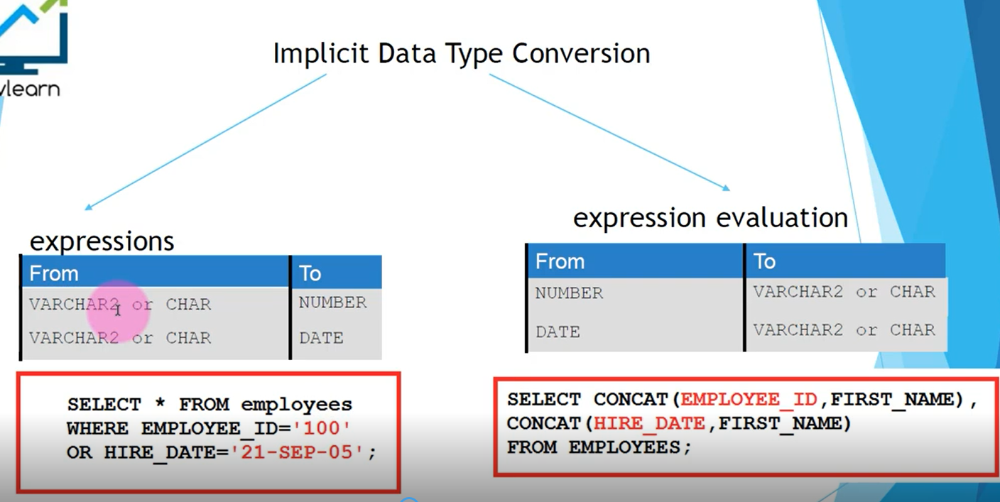 vlearn
Implicit Data Type Conversion
expressions
From To
VARCHAR2 or CHAR NUMBER
VARCHAR2 or CHAR DATE
SELECT * FROM employees
WHERE EMPLOYEE_ID='100'
OR HIRE_DATE='21-SEP-05';
expression evaluation
From To
NUMBER VARCHAR2 or CHAR
DATE VARCHAR2 or CHAR
SELECT CONCAT(EMPLOYEE_ID,FIRST_NAME),
CONCAT(HIRE_DATE,FIRST_NAME)
FROM EMPLOYEES;